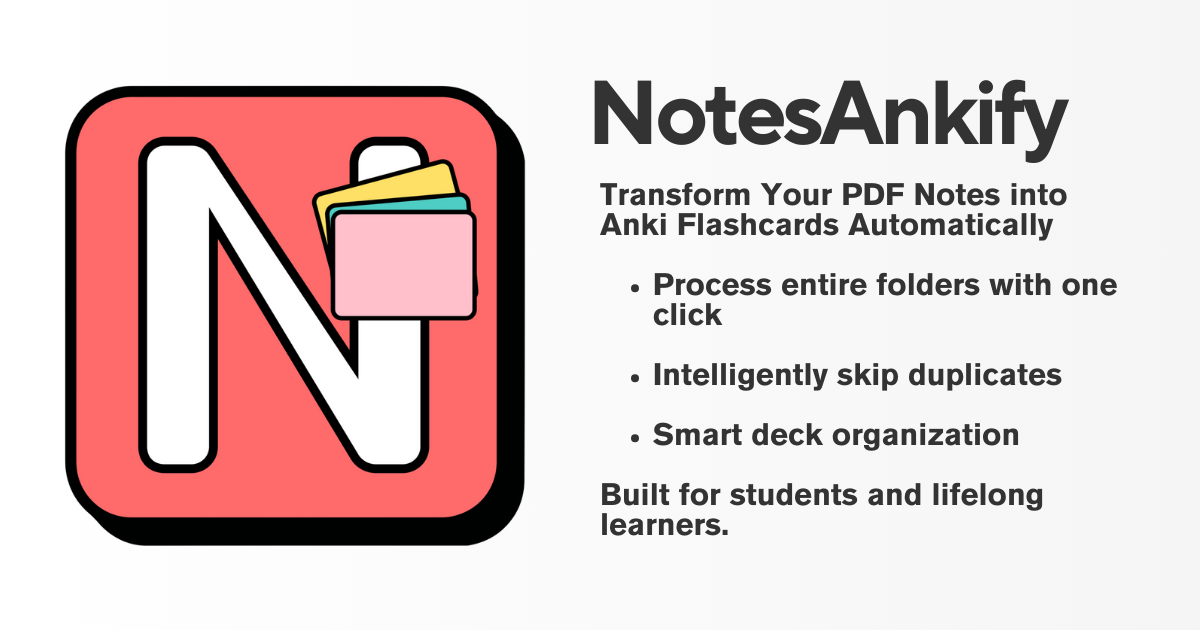 N
NotesAnkify
Transform Your PDF Notes into
Anki Flashcards Automatically
• Process entire folders with one
click
• Intelligently skip duplicates
• Smart deck organization
Built for students and lifelong
learners.